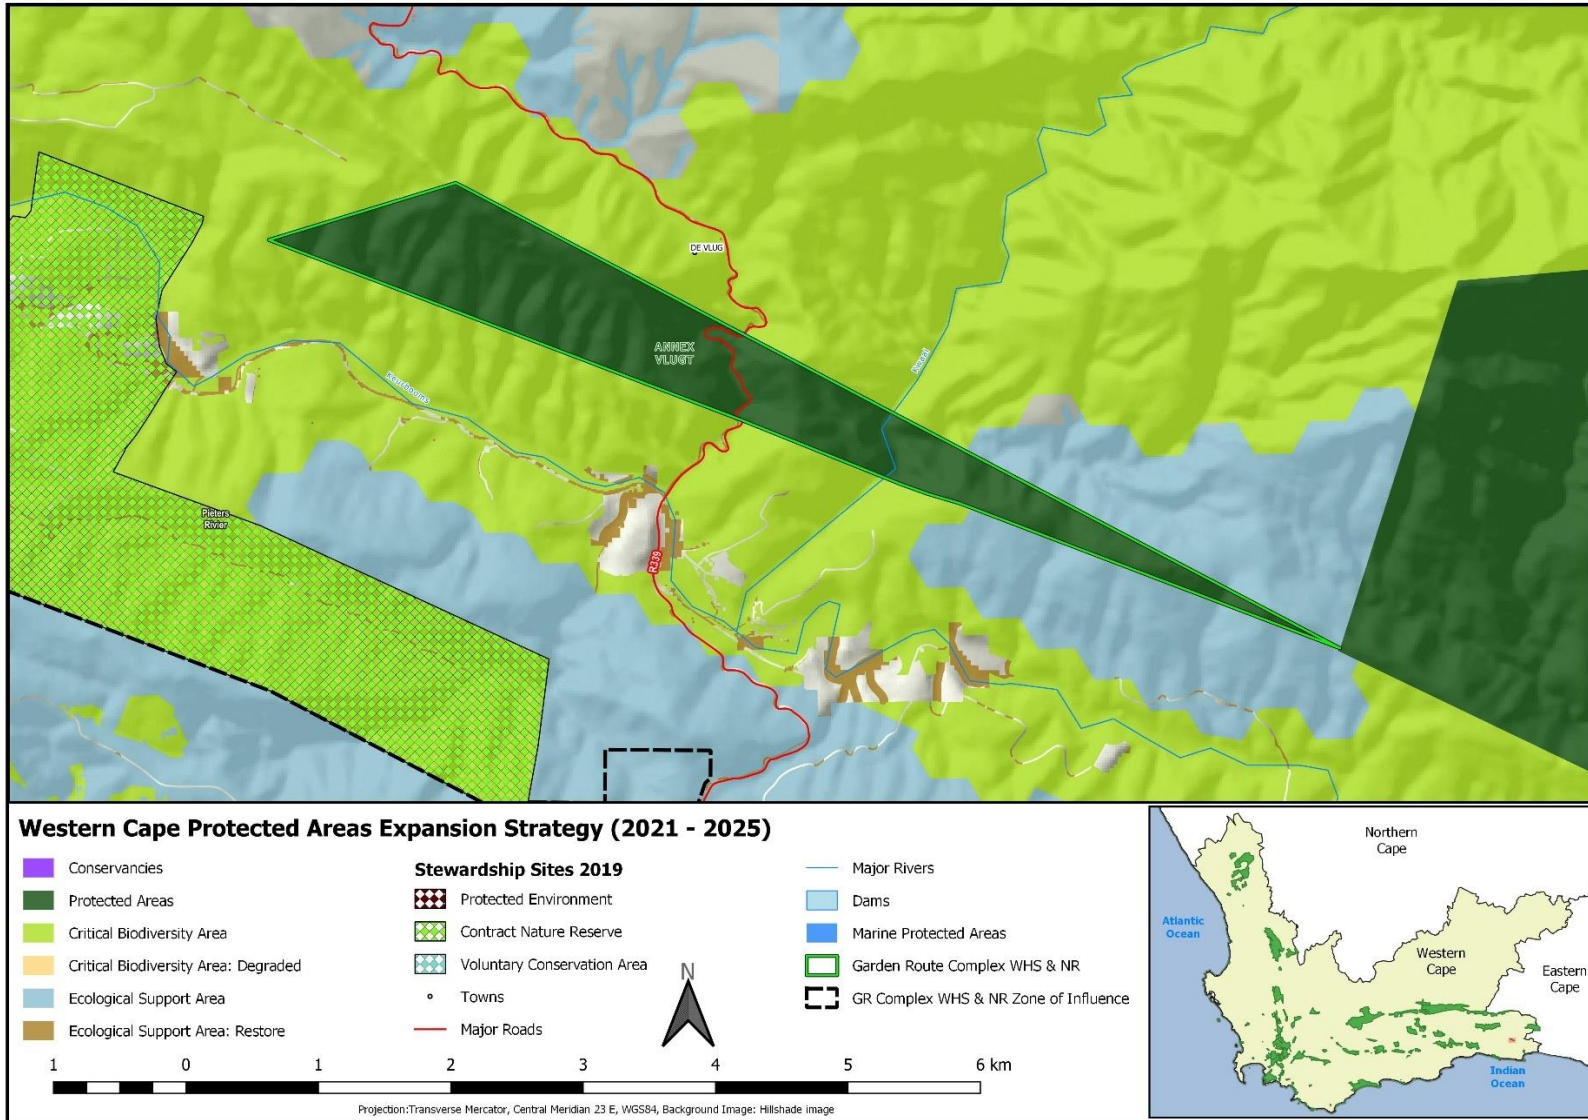 DE VLUG
ANNEX
VLUGT
Kwaai
Keurbooms
Pieters
Rivier
R339
Western Cape Protected Areas Expansion Strategy (2021 - 2025)
Conservancies
Protected Areas
Critical Biodiversity Area
Critical Biodiversity Area: Degraded
Ecological Support Area
Ecological Support Area: Restore
Stewardship Sites 2019
Protected Environment
Contract Nature Reserve
Voluntary Conservation Area
Towns
Major Roads
Major Rivers
Dams
Marine Protected Areas
Garden Route Complex WHS & NR
GR Complex WHS & NR Zone of Influence
N
1 0 1 2 3 4 5 6 km
Projection:Transverse Mercator, Central Meridian 23 E, WGS84, Background Image: Hillshade image
Northern
Cape
Atlantic
Ocean
Western
Cape
Eastern
Cape
Indian
Ocean